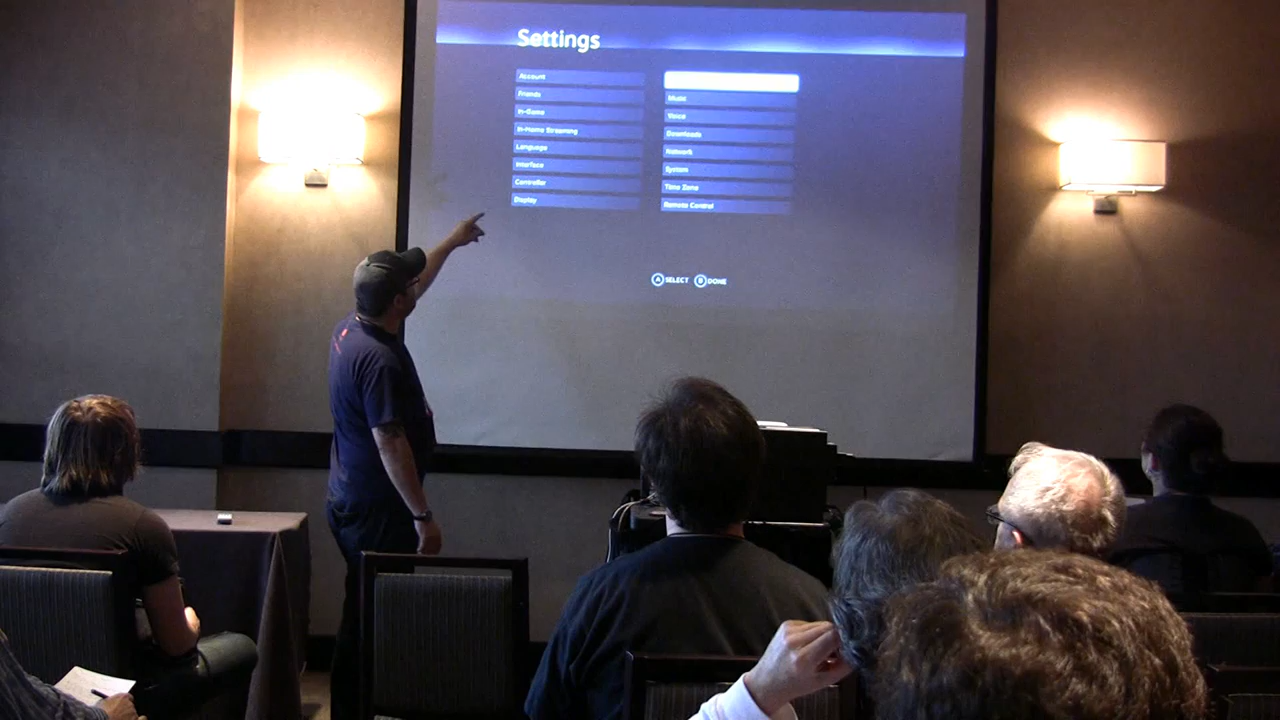 Settings
Account
Friends
In-Game
In-Home Streaming
Language
Interface
Controller
Display
Music
Voice
Downloads
Network
System
Time Zone
Remote Control
A SELECT B DONE